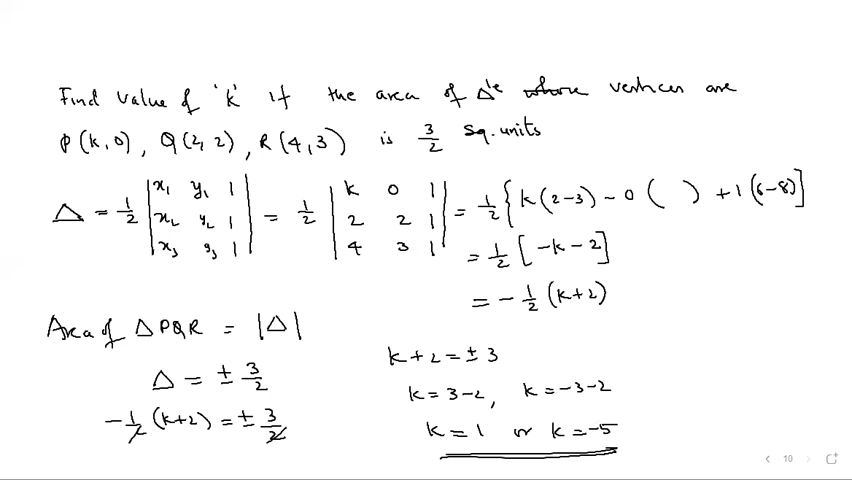 Find value of 'k' if the area of Δle whose vertices are
P(k,0), Q(2,2), R(4,3) is 3/2 sq. units
Δ = 1/2 |x₁ y₁ 1| = 1/2 |k 0 1| = 1/2 { k(2-3) - 0( ) + 1(6-8)]
|x₂ y₂ 1| |2 2 1|
|x₃ y₃ 1| |4 3 1|
= 1/2 [-k-2]
= - 1/2 (k+2)
Area of ΔPQR = |Δ|
Δ = ± 3/2
-1/2 (k+2) = ± 3/2
k+2 = ± 3
k = 3-2, k = -3-2
k = 1 or k = -5
10